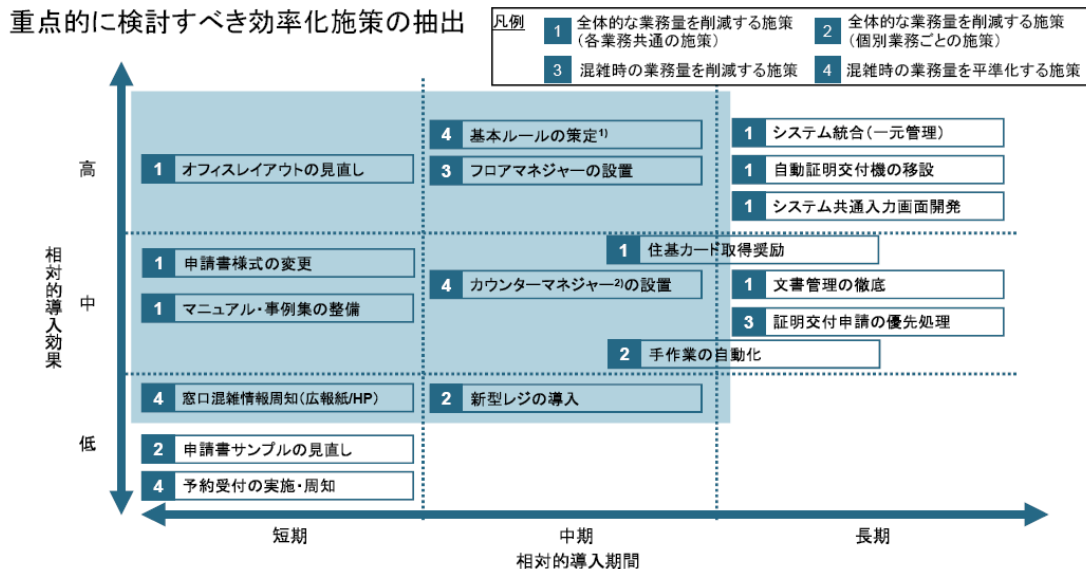 重点的に検討すべき効率化施策の抽出
凡例
1 全体的な業務量を削減する施策
(各業務共通の施策)
2 全体的な業務量を削減する施策
(個別業務ごとの施策)
3 混雑時の業務量を削減する施策
4 混雑時の業務量を平準化する施策
相対的導入効果
高
1 オフィスレイアウトの見直し
4 基本ルールの策定1)
3 フロアマネジャーの設置
1 システム統合(一元管理)
1 自動証明交付機の移設
1 システム共通入力画面開発
中
1 申請書様式の変更
1 マニュアル・事例集の整備
1 住基カード取得奨励
4 カウンターマネジャー2)の設置
2 手作業の自動化
1 文書管理の徹底
3 証明交付申請の優先処理
低
4 窓口混雑情報周知(広報紙/HP)
2 申請書サンプルの見直し
4 予約受付の実施・周知
2 新型レジの導入
短期
中期
長期
相対的導入期間